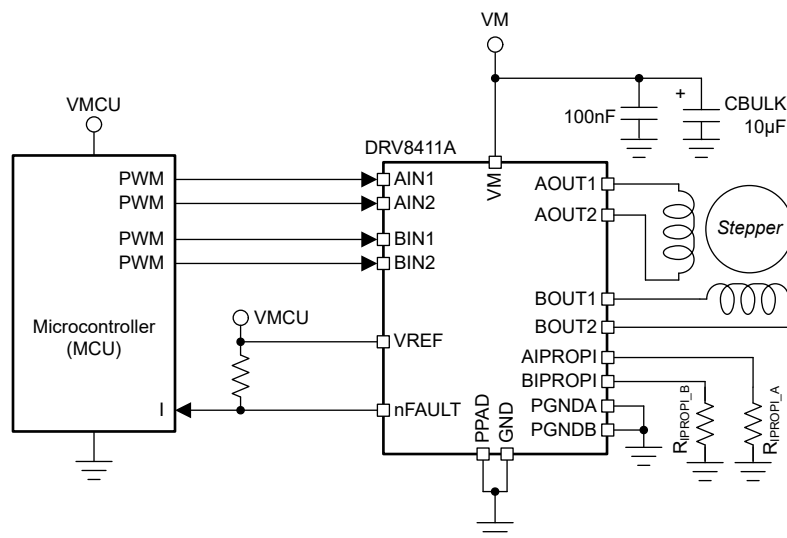 VM
VMCU
100nF
+
CBULK
10µF
DRV8411A
PWM
PWM
PWM
PWM
Microcontroller
(MCU)
I
AIN1
AIN2
BIN1
BIN2
VMCU
VREF
nFAULT
VM
PPAD
GND
AOUT1
AOUT2
BOUT1
BOUT2
AIPROPI
BIPROPI
PGNDA
PGNDB
Stepper
RIPROPI_B
RIPROPI_A